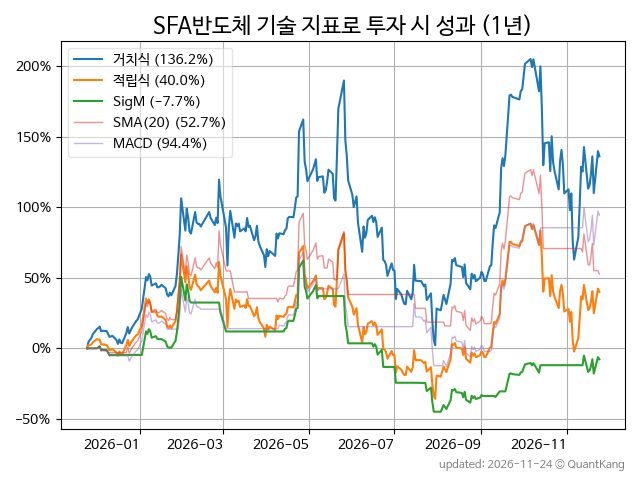 SFA반도체 기술 지표로 투자 시 성과 (1년)
거치식 (136.2%)
적립식 (40.0%)
SigM (-7.7%)
SMA(20) (52.7%)
MACD (94.4%)
200%
150%
100%
50%
0%
−50%
2026-01 2026-03 2026-05 2026-07 2026-09 2026-11
updated: 2026-11-24 © QuantKang